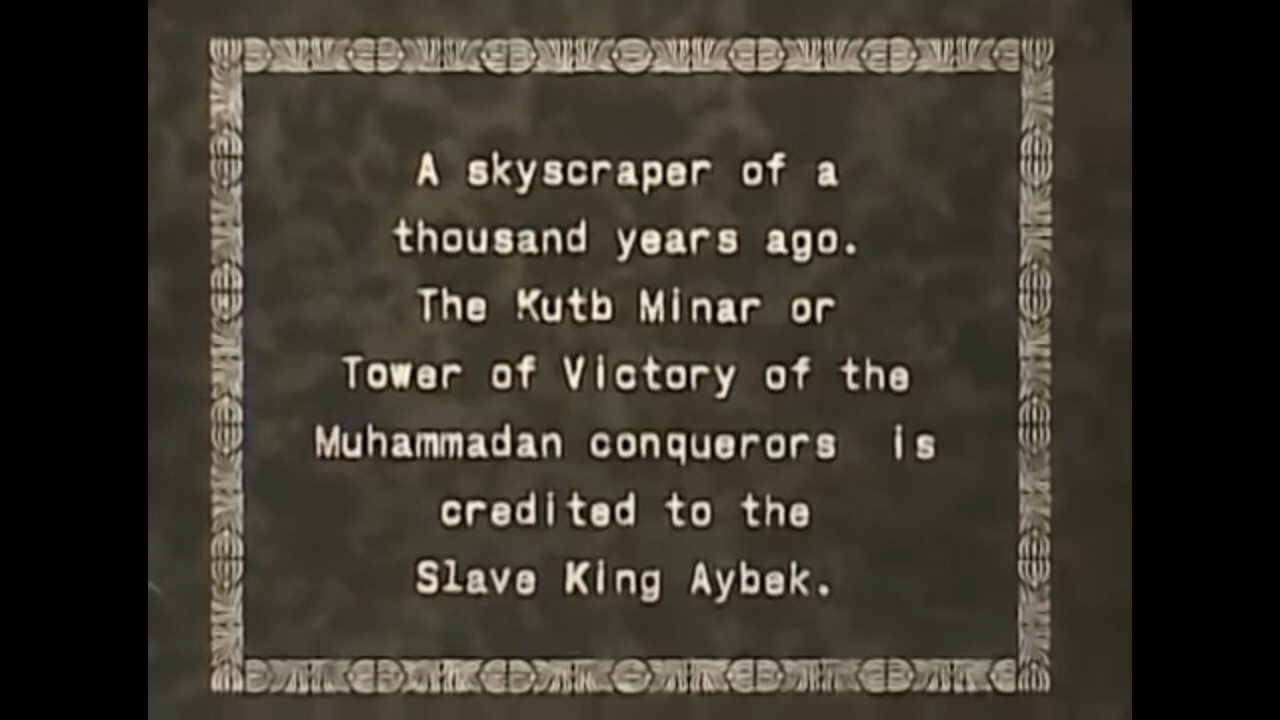 A skyscraper of a
thousand years ago.
The Kutb Minar or
Tower of Victory of the
Muhammadan conquerors is
credited to the
Slave King Aybek.